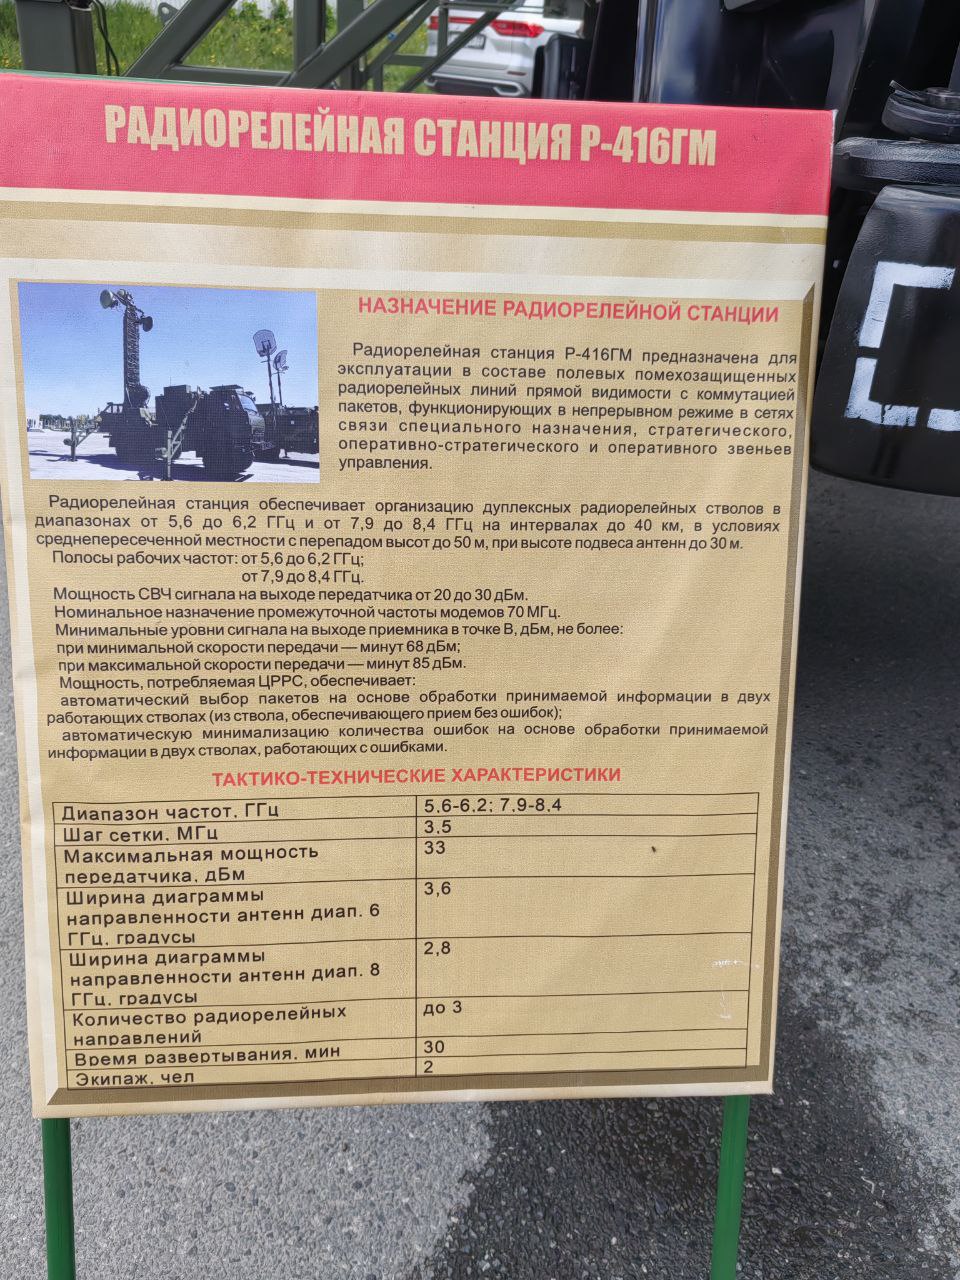 РАДИОРЕЛЕЙНАЯ СТАНЦИЯ Р-416ГМ
НАЗНАЧЕНИЕ РАДИОРЕЛЕЙНОЙ СТАНЦИИ
Радиорелейная станция Р-416ГМ предназначена для
эксплуатации в составе полевых помехозащищенных
радиорелейных линий прямой видимости с коммутацией
пакетов, функционирующих в непрерывном режиме в сетях
связи специального назначения, стратегического,
оперативно-стратегического и оперативного звеньев
управления.
Радиорелейная станция обеспечивает организацию дуплексных радиорелейных стволов в
диапазонах от 5,6 до 6,2 ГГц и от 7,9 до 8,4 ГГц на интервалах до 40 км, в условиях
среднепересеченной местности с перепадом высот до 50 м, при высоте подвеса антенн до 30 м.
Полосы рабочих частот: от 5,6 до 6,2 ГГц;
от 7,9 до 8,4 ГГц.
Мощность СВЧ сигнала на выходе передатчика от 20 до 30 дБм.
Номинальное назначение промежуточной частоты модемов 70 МГц.
Минимальные уровни сигнала на выходе приемника в точке В, дБм, не более:
при минимальной скорости передачи — минут 68 дБм;
при максимальной скорости передачи — минут 85 дБм.
Мощность, потребляемая ЦРРС, обеспечивает:
автоматический выбор пакетов на основе обработки принимаемой информации в двух
работающих стволах (из ствола, обеспечивающего прием без ошибок);
автоматическую минимализацию количества ошибок на основе обработки принимаемой
информации в двух стволах, работающих с ошибками.
ТАКТИКО-ТЕХНИЧЕСКИЕ ХАРАКТЕРИСТИКИ
Диапазон частот, ГГц 5,6-6,2; 7,9-8,4
Шаг сетки, МГц 3,5
Максимальная мощность 33
передатчика, дБм
Ширина диаграммы 3,6
направленности антенн диап. 6
ГГц, градусы
Ширина диаграммы 2,8
направленности антенн диап. 8
ГГц, градусы
Количество радиорелейных до 3
направлений
Время развертывания, мин 30
Экипаж, чел 2